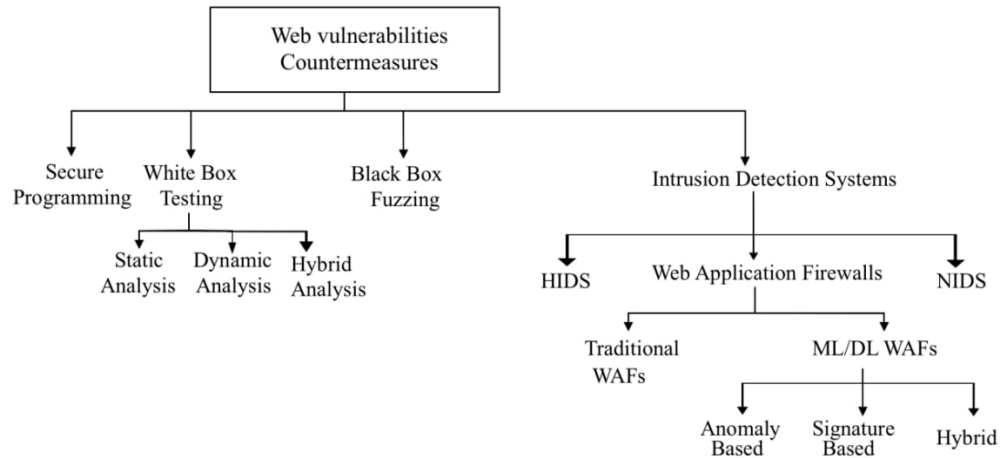 Web vulnerabilities
Countermeasures
Secure
Programming
White Box
Testing
Black Box
Fuzzing
Intrusion Detection Systems
Static
Analysis
Dynamic
Analysis
Hybrid
Analysis
HIDS
Web Application Firewalls
NIDS
Traditional
WAFs
ML/DL WAFs
Anomaly
Based
Signature
Based
Hybrid